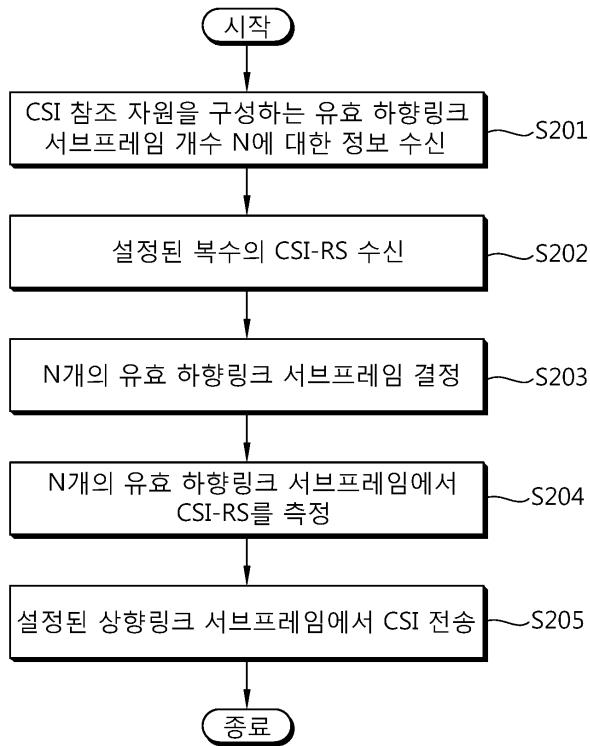 시작
CSI 참조 자원을 구성하는 유효 하향링크
서브프레임 개수 N에 대한 정보 수신
S201
설정된 복수의 CSI-RS 수신
S202
N개의 유효 하향링크 서브프레임 결정
S203
N개의 유효 하향링크 서브프레임에서
CSI-RS를 측정
S204
설정된 상향링크 서브프레임에서 CSI 전송
S205
종료